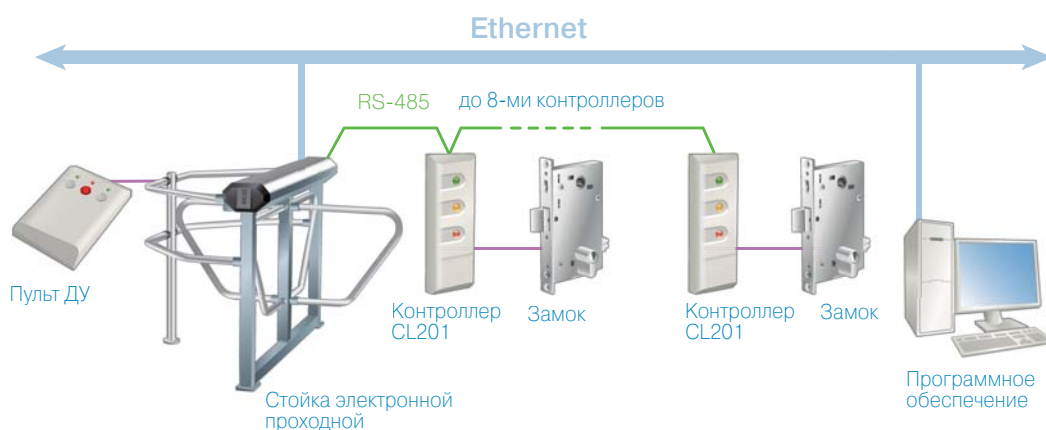 Ethernet
RS-485
до 8-ми контроллеров
Пульт ДУ
Контроллер
CL201
Замок
Контроллер
CL201
Замок
Стойка электронной
проходной
Программное
обеспечение